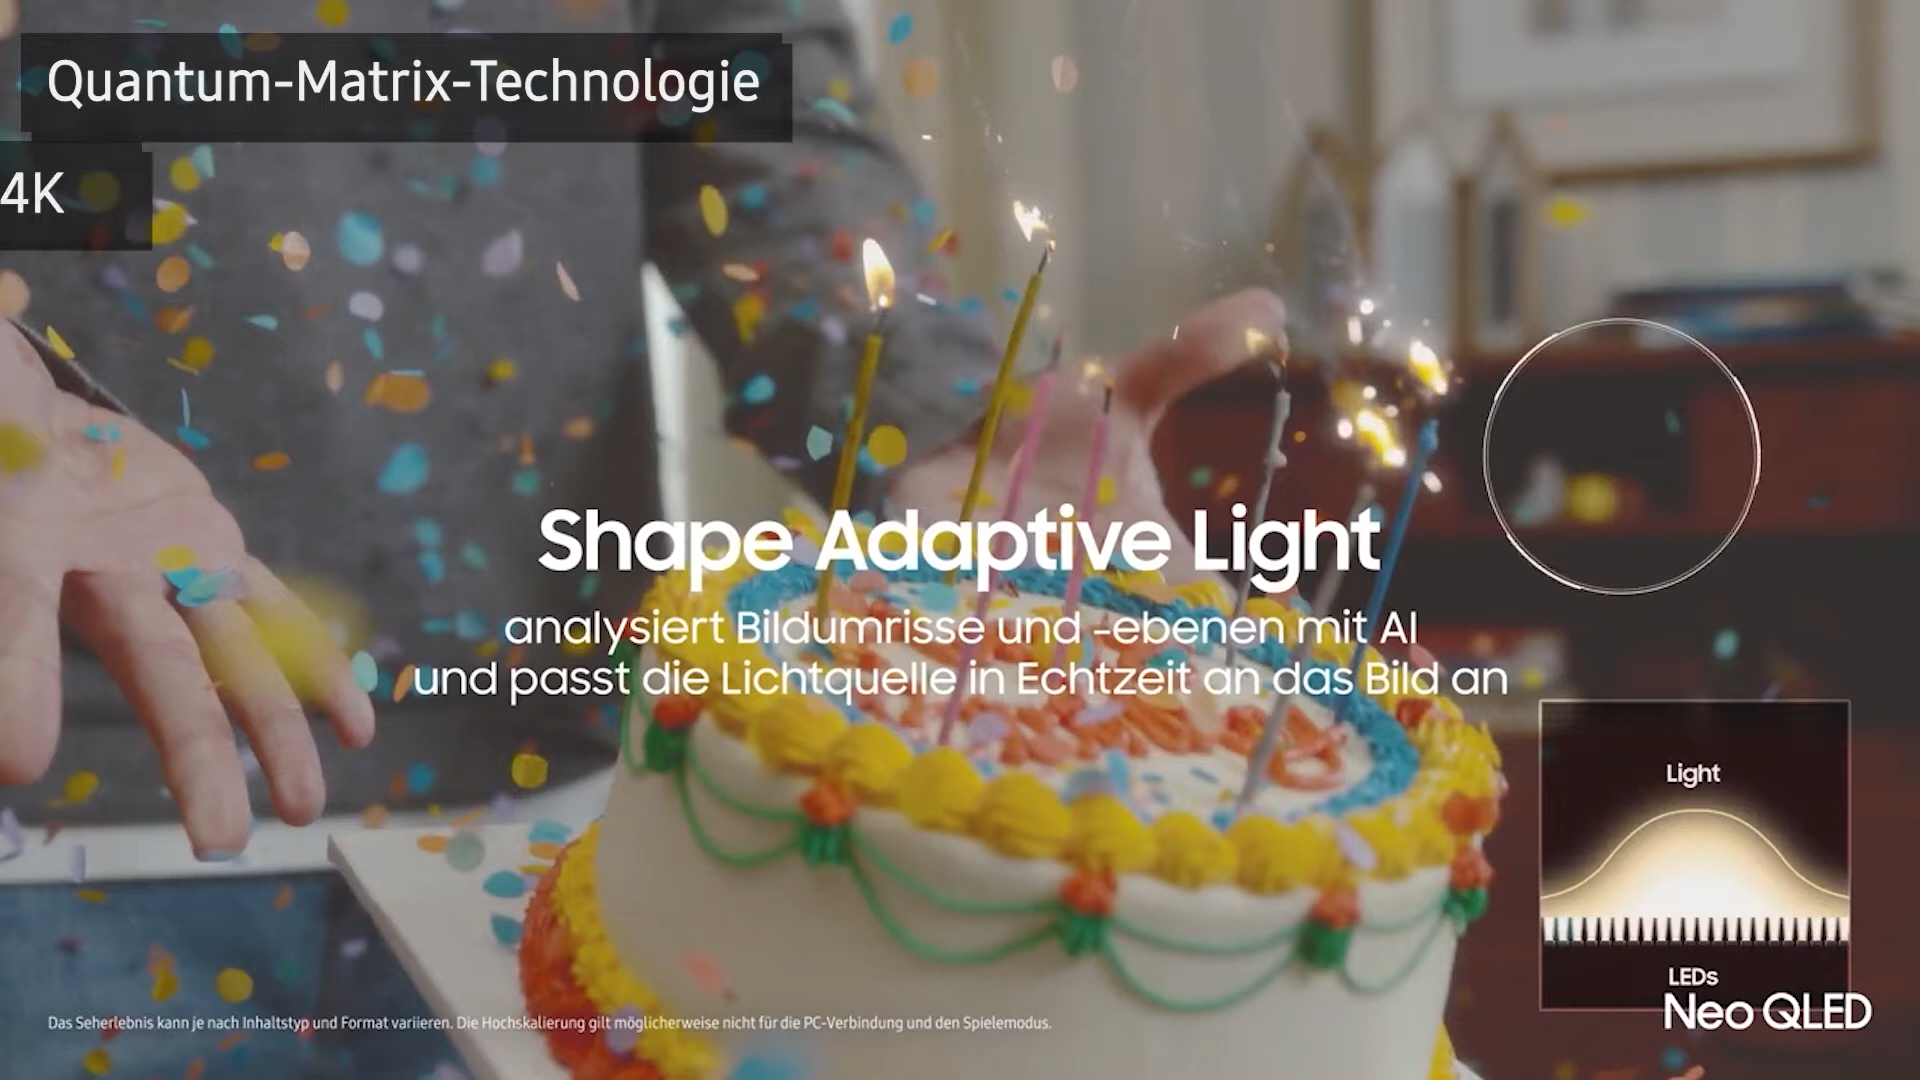 Quantum-Matrix-Technologie
4K
Shape Adaptive Light
analysiert Bildumrisse und -ebenen mit AI
und passt die Lichtquelle in Echtzeit an das Bild an
Light
LEDs
Neo QLED
Das Seherlebnis kann je nach Inhaltstyp und Format variieren. Die Hochskalierung gilt möglicherweise nicht für die PC-Verbindung und den Spielemodus.